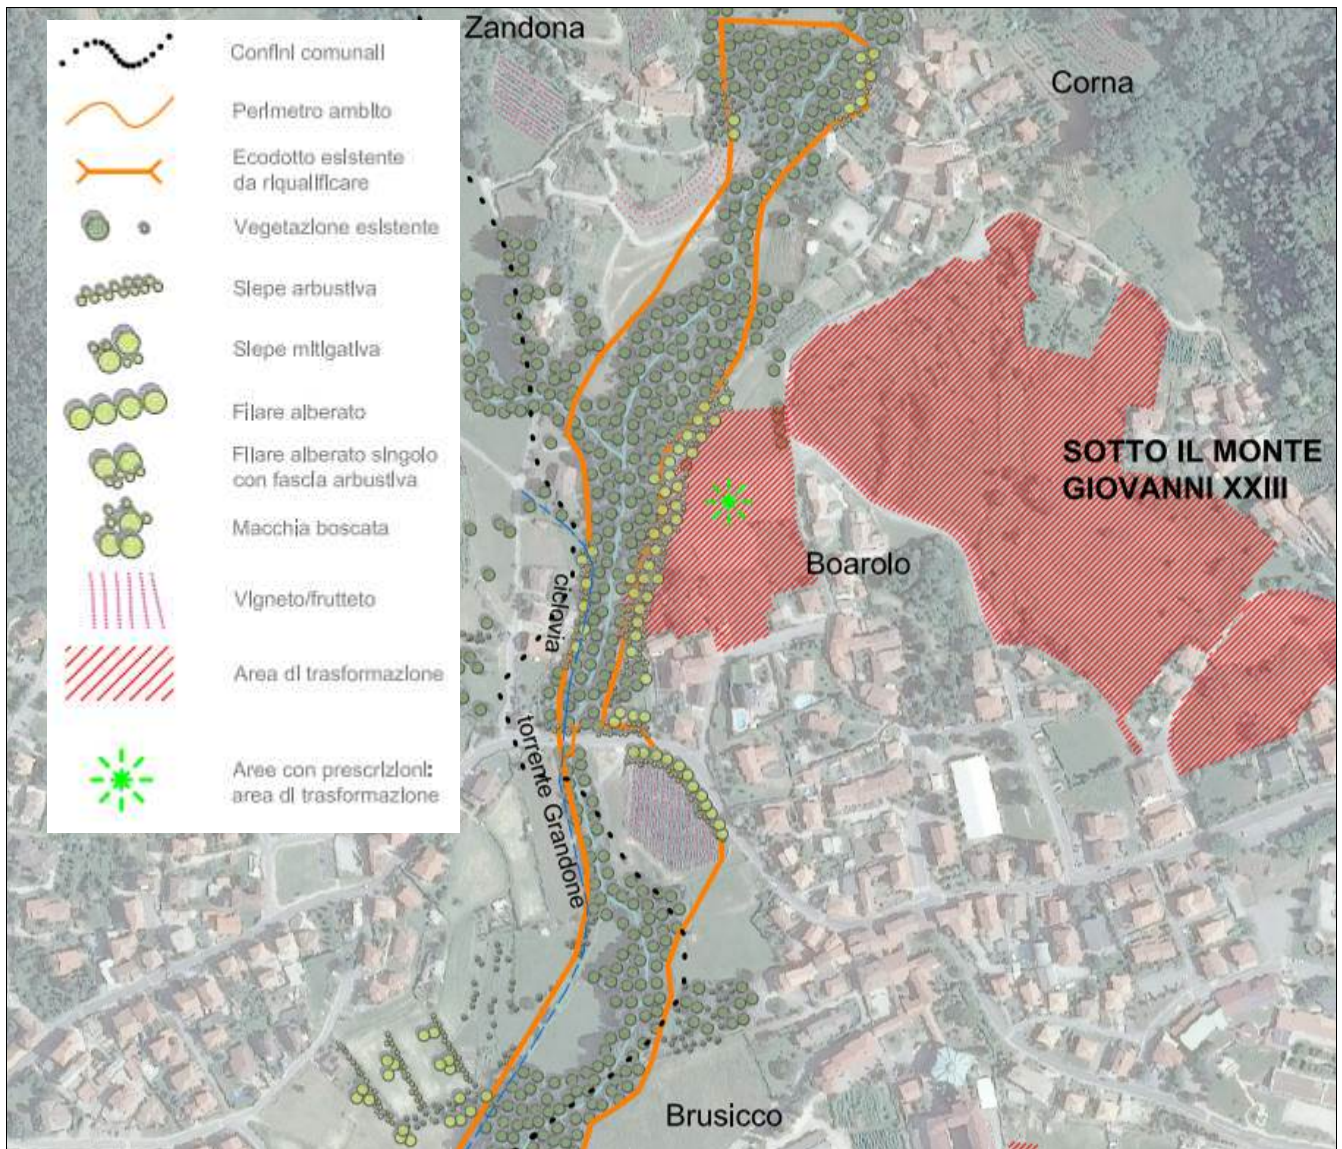 Confini comunali
Perimetro ambito
Ecodotto esistente
da riqualificare
Vegetazione esistente
Siepe arbustiva
Siepe mitigativa
Filare alberato
Filare alberato singolo
con fascia arbustiva
Macchia boscata
Vigneto/frutteto
Area di trasformazione
Aree con prescrizioni:
area di trasformazione
Zandona
Corna
SOTTO IL MONTE
GIOVANNI XXIII
Boarolo
ciclovia
torrente Grandone
Brusicco